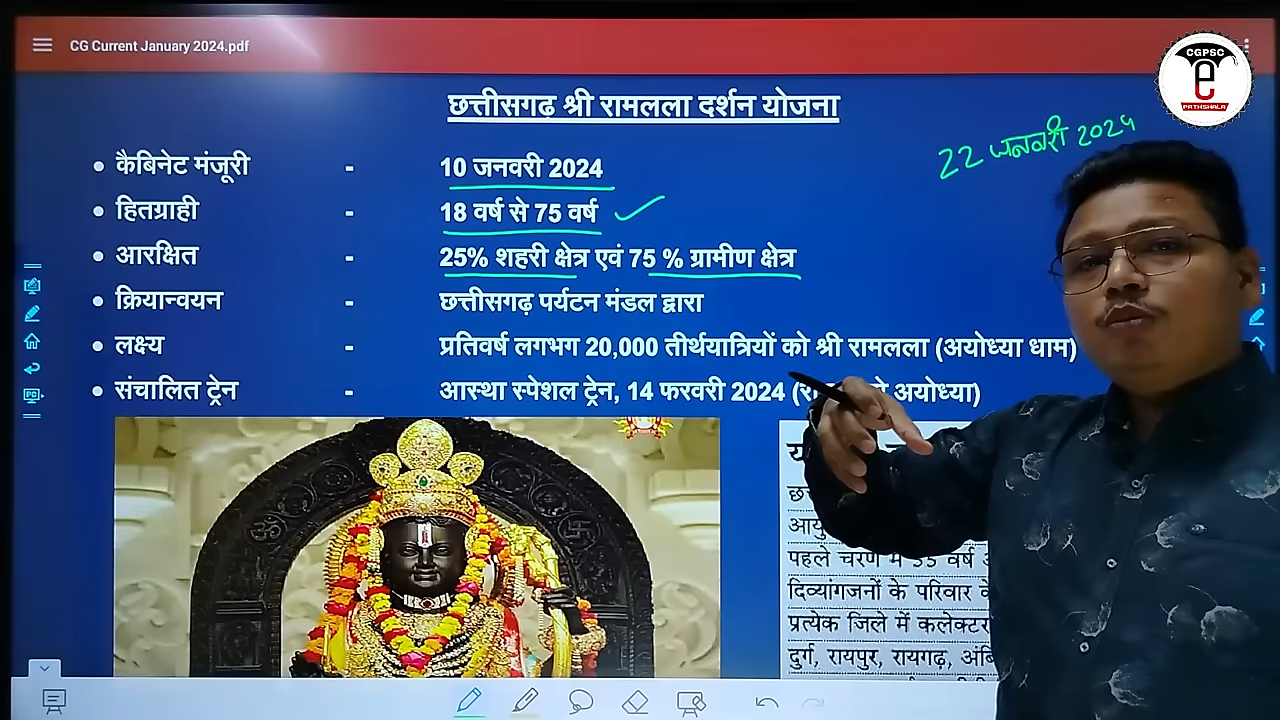 CG Current January 2024.pdf
CGPSC
e
PATHSHALA
छत्तीसगढ़ श्री रामलला दर्शन योजना
22 जनवरी 2024
• कैबिनेट मंजूरी - 10 जनवरी 2024
• हितग्राही - 18 वर्ष से 75 वर्ष
• आरक्षित - 25% शहरी क्षेत्र एवं 75 % ग्रामीण क्षेत्र
• क्रियान्वयन - छत्तीसगढ़ पर्यटन मंडल द्वारा
• लक्ष्य - प्रतिवर्ष लगभग 20,000 तीर्थयात्रियों को श्री रामलला (अयोध्या धाम)
• संचालित ट्रेन - आस्था स्पेशल ट्रेन, 14 फरवरी 2024 अयोध्या)
पहले चरण में 55 वर्ष
दिव्यांगजनों के परिवार
प्रत्येक जिले में कलेक्टर
दुर्ग, रायपुर, रायगढ़,